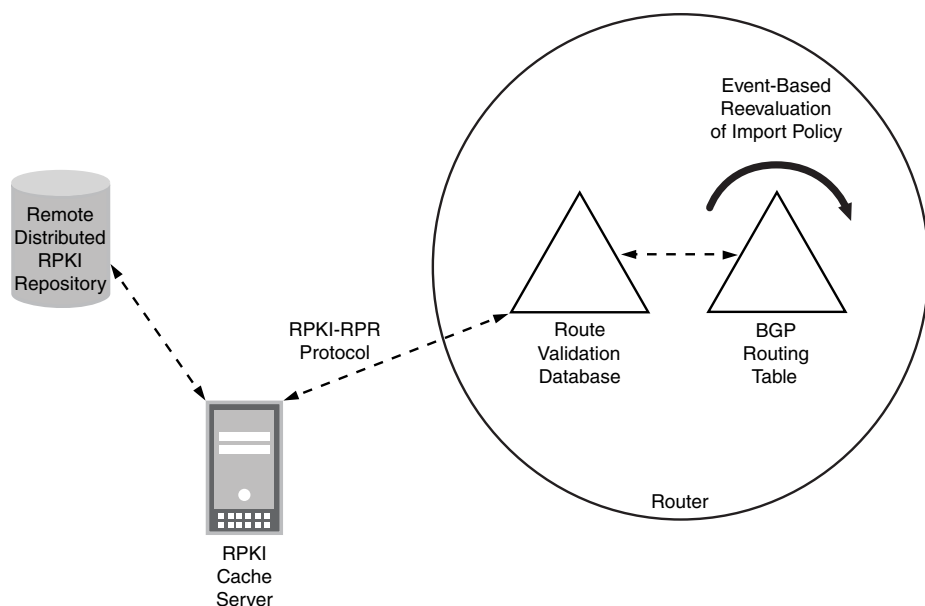 Event-Based
Reevaluation
of Import Policy
Remote
Distributed
RPKI
Repository
RPKI-RPR
Protocol
Route
Validation
Database
BGP
Routing
Table
Router
RPKI
Cache
Server